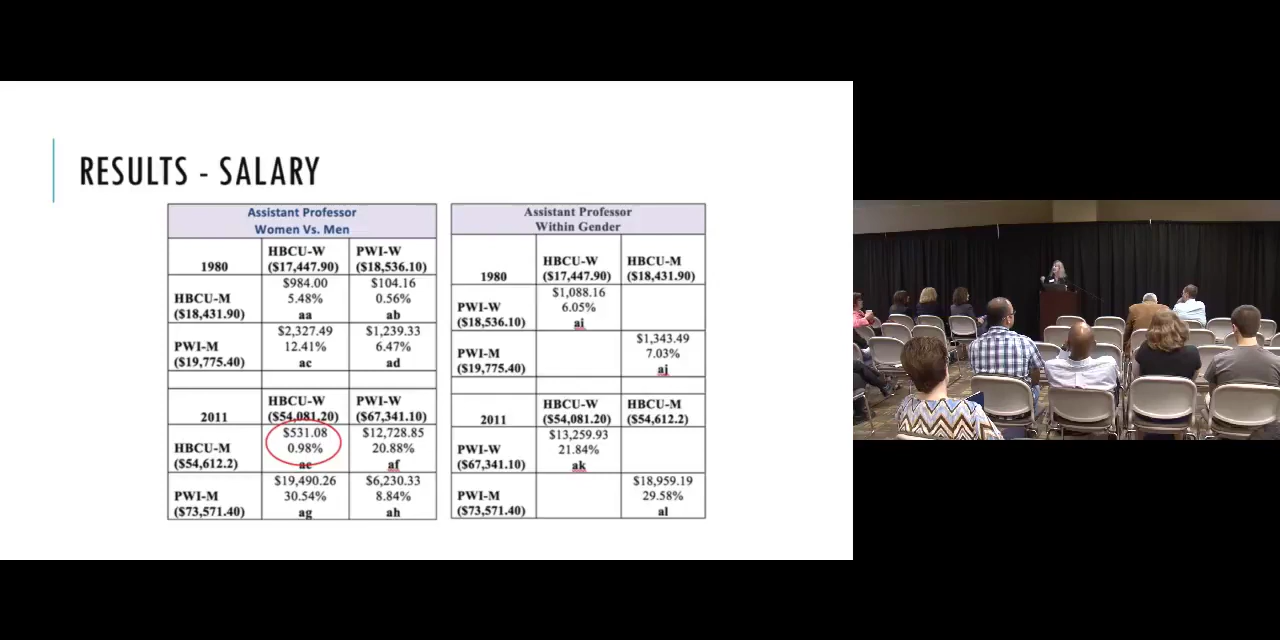 RESULTS - SALARY
Assistant Professor
Women Vs. Men
1980
HBCU-W
($17,447.90)
PWI-W
($18,536.10)
HBCU-M
($18,431.90)
$984.00
5.48%
aa
$104.16
0.56%
ab
PWI-M
($19,775.40)
$2,327.49
12.41%
ac
$1,239.33
6.47%
ad
2011
HBCU-W
($54,081.20)
PWI-W
($67,341.10)
HBCU-M
($54,612.2)
$531.08
0.98%
ae
$12,728.85
20.88%
af
PWI-M
($73,571.40)
$19,490.26
30.54%
ag
$6,230.33
8.84%
ah
Assistant Professor
Within Gender
1980
HBCU-W
($17,447.90)
HBCU-M
($18,431.90)
PWI-W
($18,536.10)
$1,088.16
6.05%
ai
PWI-M
($19,775.40)
$1,343.49
7.03%
aj
2011
HBCU-W
($54,081.20)
HBCU-M
($54,612.2)
PWI-W
($67,341.10)
$13,259.93
21.84%
ak
PWI-M
($73,571.40)
$18,959.19
29.58%
al